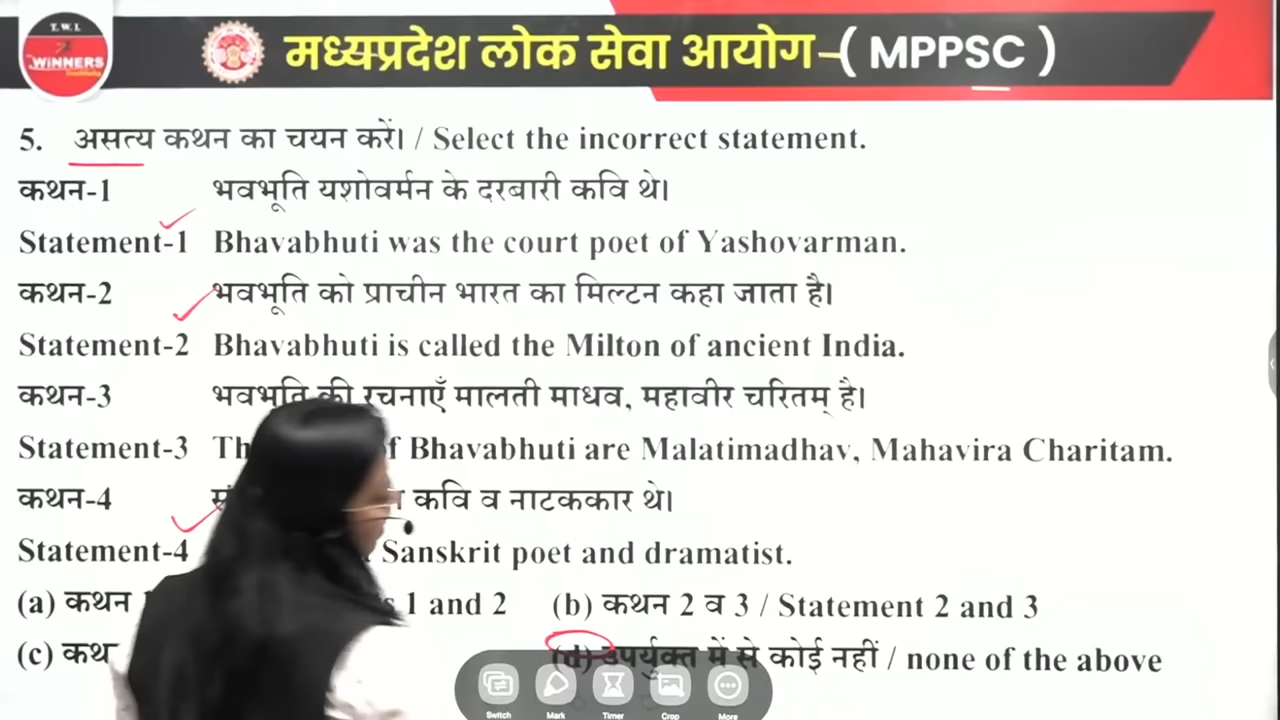 T.W.I.
WiNNERS
मध्यप्रदेश लोक सेवा आयोग–( MPPSC )
5. असत्य कथन का चयन करें। / Select the incorrect statement.
कथन-1 भवभूति यशोवर्मन के दरबारी कवि थे।
Statement-1 Bhavabhuti was the court poet of Yashovarman.
कथन-2 भवभूति को प्राचीन भारत का मिल्टन कहा जाता है।
Statement-2 Bhavabhuti is called the Milton of ancient India.
कथन-3 भवभूति की रचनाएँ मालती माधव, महावीर चरितम् है।
Statement-3 Bhavabhuti are Malatimadhav, Mahavira Charitam.
कथन-4 कवि व नाटककार थे।
Statement-4 Sanskrit poet and dramatist.
(a) कथन 1 and 2 (b) कथन 2 व 3 / Statement 2 and 3
(c) (d) उपर्युक्त में से कोई नहीं / none of the above
Switch Mark Timer Crop More